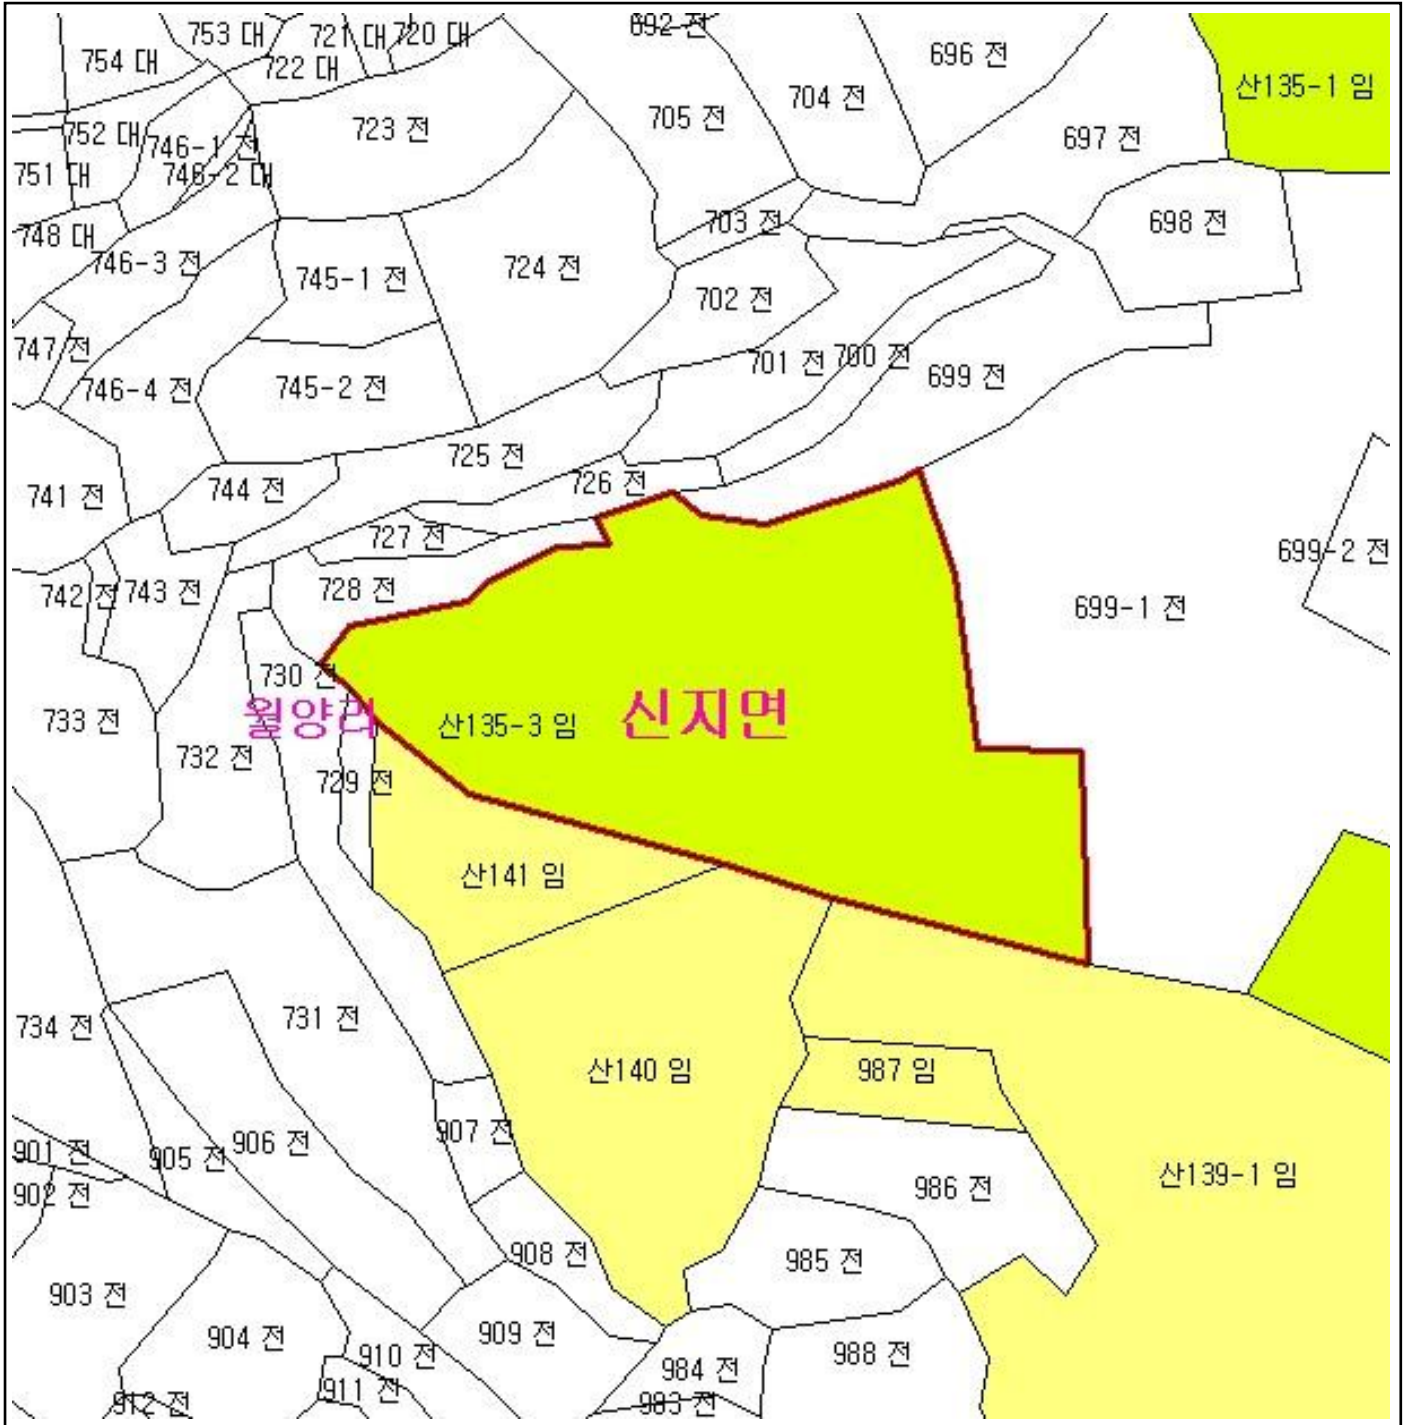 753 대
721 대
720 대
692 전
754 대
722 대
696 전
704 전
산135-1 임
752 대
723 전
705 전
697 전
746-1 전
751 대
746-2 대
748 대
703 전
698 전
746-3 전
745-1 전
724 전
702 전
747 전
746-4 전
745-2 전
701 전
700 전
699 전
741 전
744 전
725 전
726 전
727 전
699-2 전
742 전
743 전
728 전
699-1 전
730 전
733 전
월양리
산135-3 임
신지면
732 전
729 전
산141 임
734 전
731 전
산140 임
987 임
901 전
905 전
906 전
907 전
902 전
986 전
산139-1 임
903 전
908 전
985 전
904 전
910 전
909 전
984 전
988 전
912 전
911 전
983 전